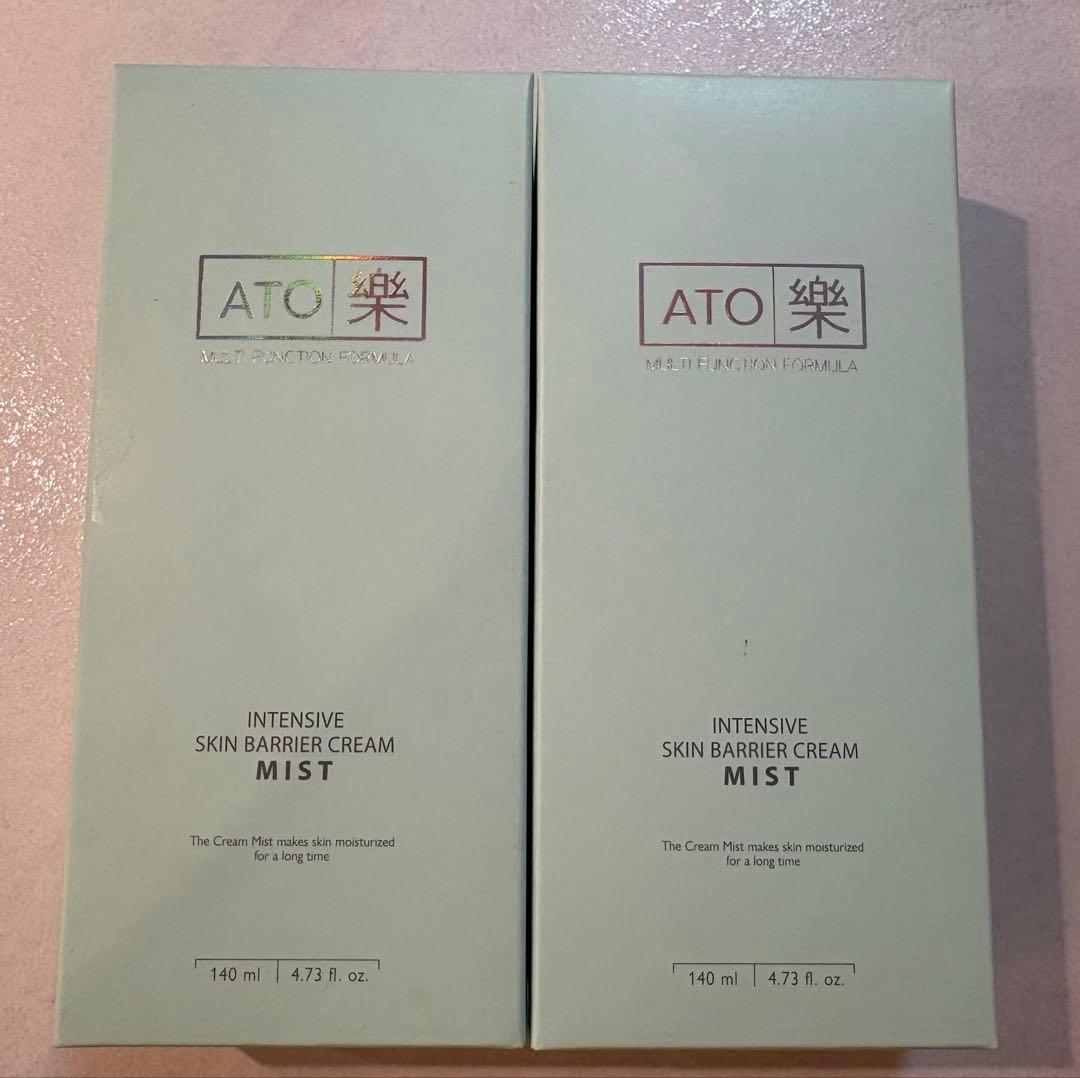 ATO 樂
MULTI FUNCTION FORMULA
INTENSIVE
SKIN BARRIER CREAM
MIST
The Cream Mist makes skin moisturized
for a long time
140 ml 4.73 fl. oz.
ATO 樂
MULTI FUNCTION FORMULA
INTENSIVE
SKIN BARRIER CREAM
MIST
The Cream Mist makes skin moisturized
for a long time
140 ml 4.73 fl. oz.